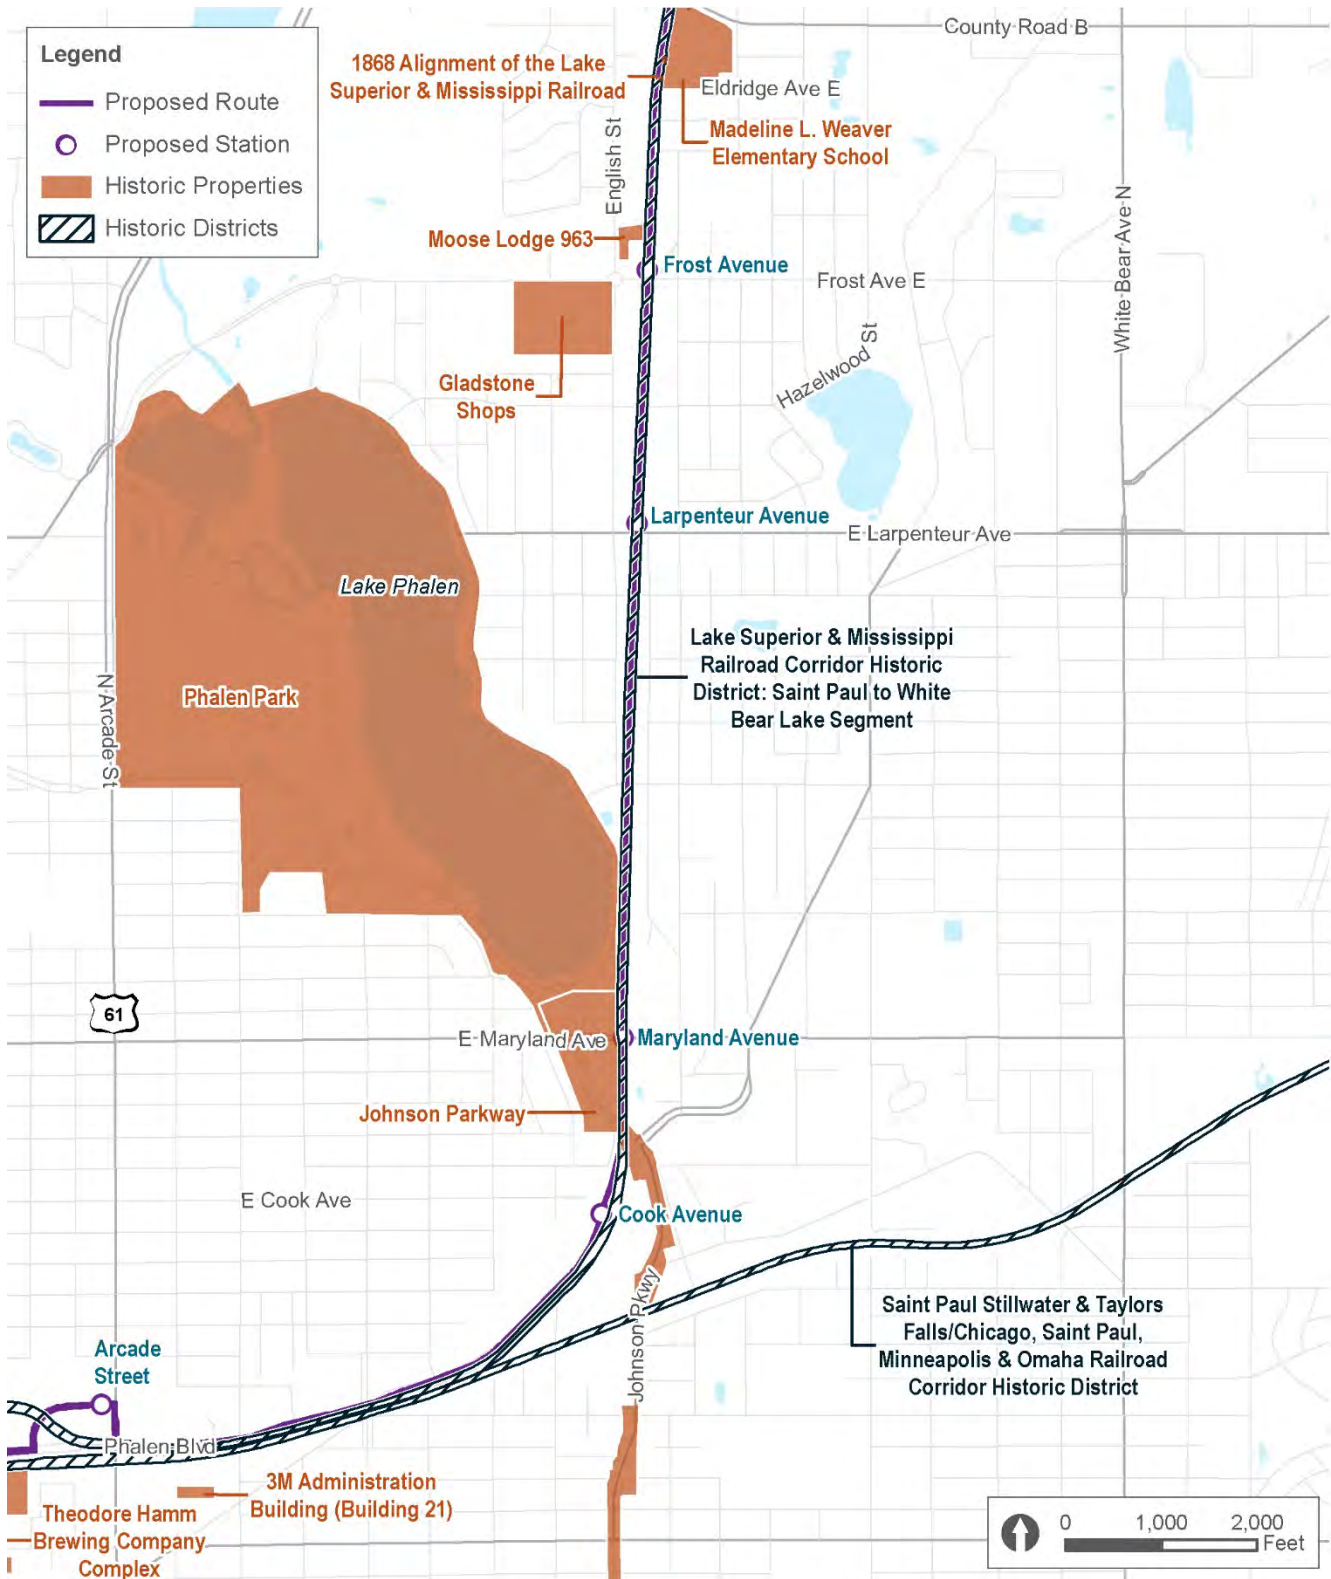 Legend
Proposed Route
Proposed Station
Historic Properties
Historic Districts
County Road B
1868 Alignment of the Lake
Superior & Mississippi Railroad
Eldridge Ave E
Madeline L. Weaver
Elementary School
English St
White Bear Ave N
Moose Lodge 963
Frost Avenue
Frost Ave E
Hazelwood St
Gladstone
Shops
Larpenteur Avenue
E Larpenteur Ave
Lake Phalen
Lake Superior & Mississippi
Railroad Corridor Historic
District: Saint Paul to White
Bear Lake Segment
Phalen Park
N Arcade St
61
E Maryland Ave
Maryland Avenue
Johnson Parkway
E Cook Ave
Cook Avenue
Johnson Pkwy
Saint Paul Stillwater & Taylors
Falls/Chicago, Saint Paul,
Minneapolis & Omaha Railroad
Corridor Historic District
Arcade
Street
Phalen Blvd
3M Administration
Building (Building 21)
Theodore Hamm
Brewing Company
Complex
0 1,000 2,000
Feet